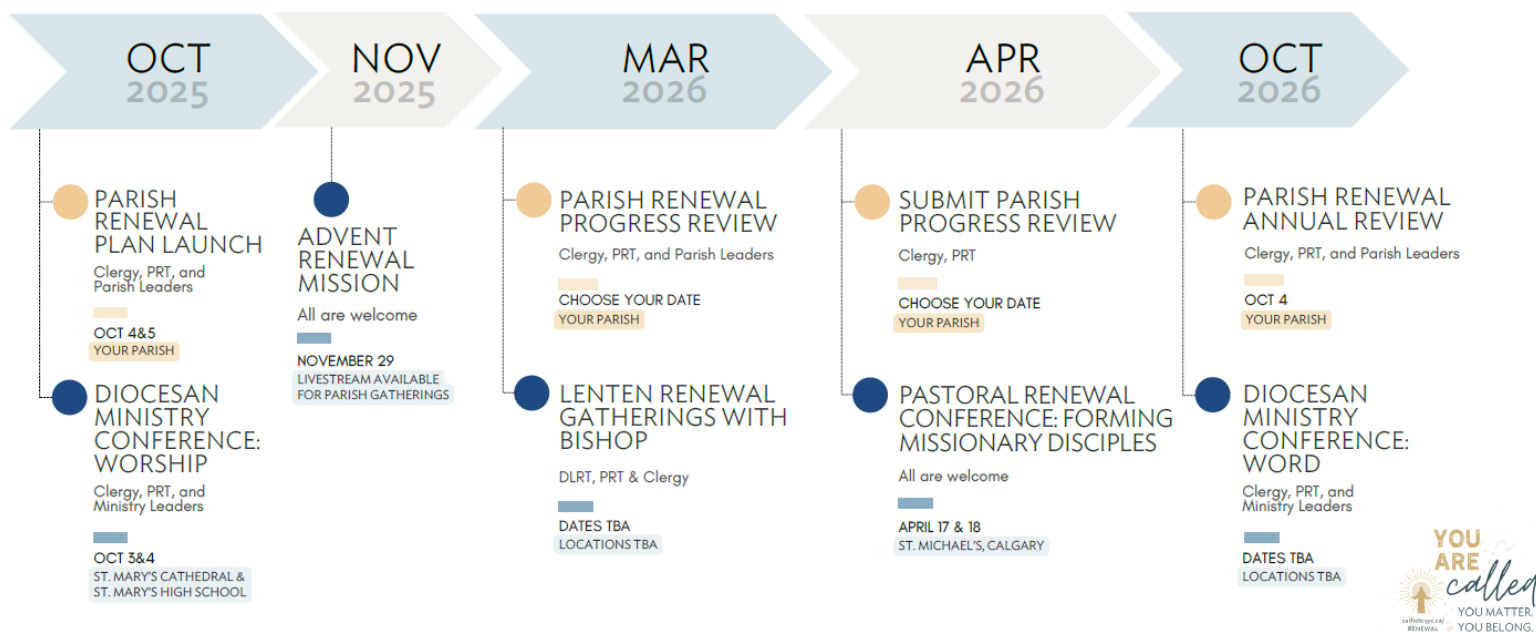 OCT
2025
NOV
2025
MAR
2026
APR
2026
OCT
2026
PARISH
RENEWAL
PLAN LAUNCH
Clergy, PRT, and
Parish Leaders
OCT 4&5
YOUR PARISH
DIOCESAN
MINISTRY
CONFERENCE:
WORSHIP
Clergy, PRT, and
Ministry Leaders
OCT 3&4
ST. MARY'S CATHEDRAL &
ST. MARY'S HIGH SCHOOL
ADVENT
RENEWAL
MISSION
All are welcome
NOVEMBER 29
LIVESTREAM AVAILABLE
FOR PARISH GATHERINGS
PARISH RENEWAL
PROGRESS REVIEW
Clergy, PRT, and Parish Leaders
CHOOSE YOUR DATE
YOUR PARISH
LENTEN RENEWAL
GATHERINGS WITH
BISHOP
DLRT, PRT & Clergy
DATES TBA
LOCATIONS TBA
SUBMIT PARISH
PROGRESS REVIEW
Clergy, PRT
CHOOSE YOUR DATE
YOUR PARISH
PASTORAL RENEWAL
CONFERENCE: FORMING
MISSIONARY DISCIPLES
All are welcome
APRIL 17 & 18
ST. MICHAEL'S, CALGARY
PARISH RENEWAL
ANNUAL REVIEW
Clergy, PRT, and Parish Leaders
OCT 4
YOUR PARISH
DIOCESAN
MINISTRY
CONFERENCE:
WORD
Clergy, PRT, and
Ministry Leaders
DATES TBA
LOCATIONS TBA
YOU
ARE
called
YOU MATTER.
YOU BELONG.
catholicyyc.ca/
RENEWAL